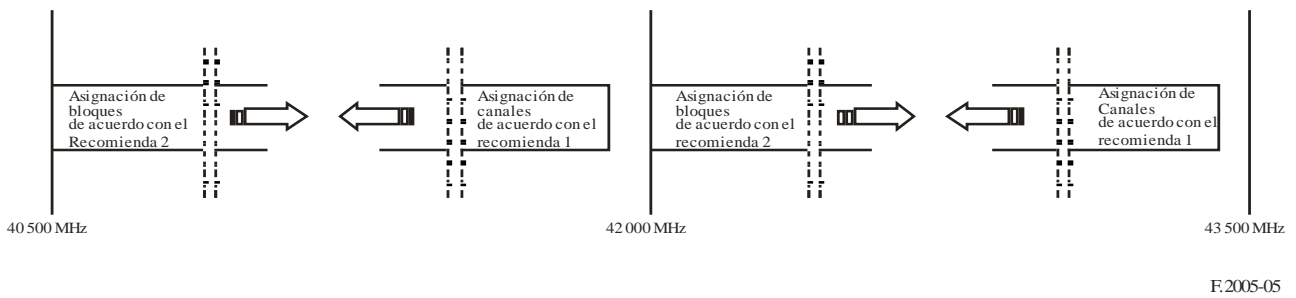 Asignación de
bloques
de acuerdo con el
Recomienda 2
Asignación de
canales
de acuerdo con el
recomienda 1
Asignación de
bloques
de acuerdo con el
recomienda 2
Asignación de
Canales
de acuerdo con el
recomienda 1
40 500 MHz
42 000 MHz
43 500 MHz
F.2005-05